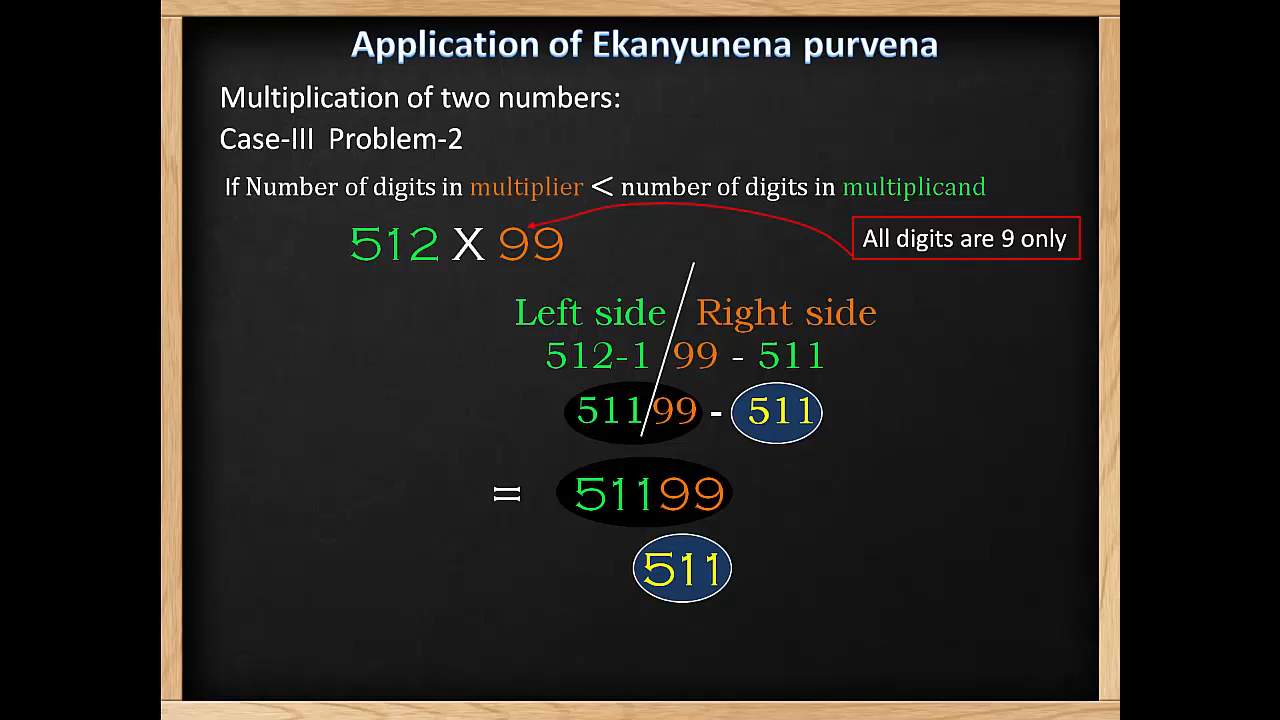 Application of Ekanyunena purvena
Multiplication of two numbers:
Case-III Problem-2
If Number of digits in multiplier < number of digits in multiplicand
512 X 99
All digits are 9 only
Left side / Right side
512-1 / 99 - 511
511/99 - 511
= 51199
511